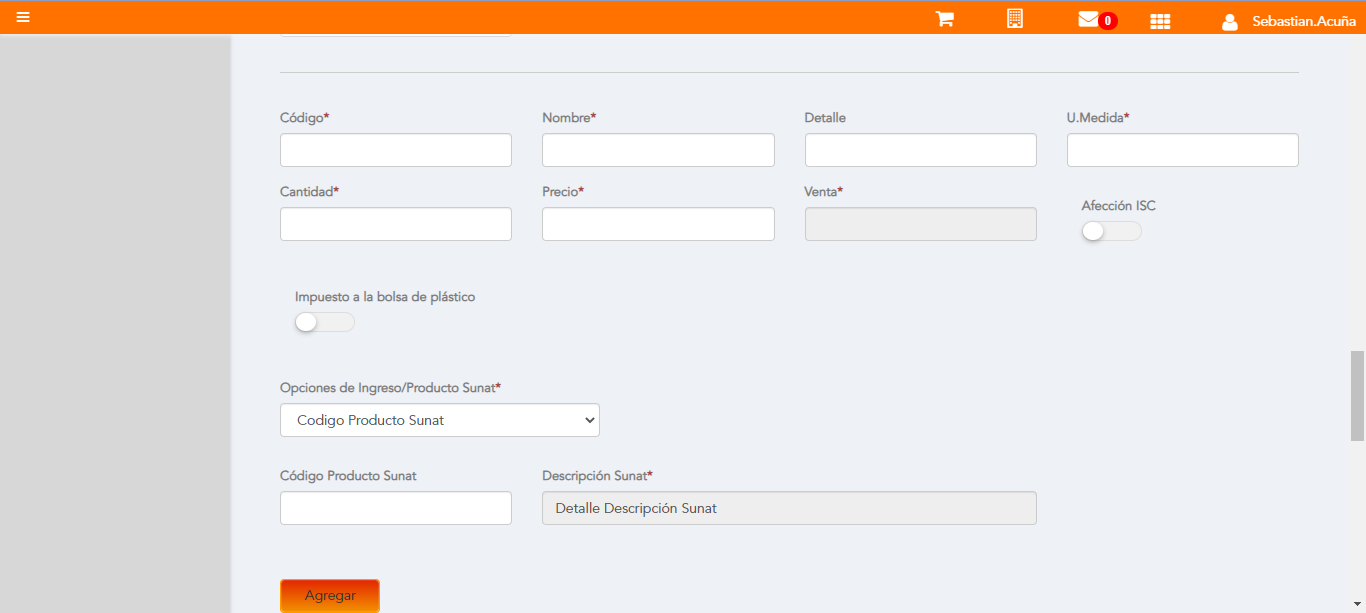 0 Sebastian.Acuña
Código* Nombre* Detalle U.Medida*
Cantidad* Precio* Venta*
Afección ISC
Impuesto a la bolsa de plástico
Opciones de Ingreso/Producto Sunat*
Codigo Producto Sunat
Código Producto Sunat Descripción Sunat*
Detalle Descripción Sunat
Agregar